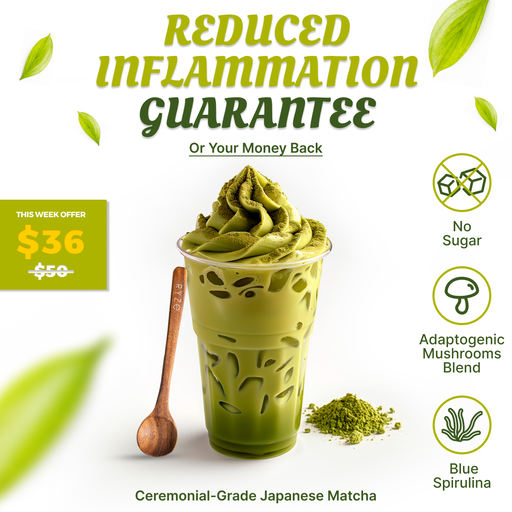 REDUCED
INFLAMMATION
GUARANTEE
Or Your Money Back
THIS WEEK OFFER
$36
$50
RYZE
No
Sugar
Adaptogenic
Mushrooms
Blend
Blue
Spirulina
Ceremonial-Grade Japanese Matcha